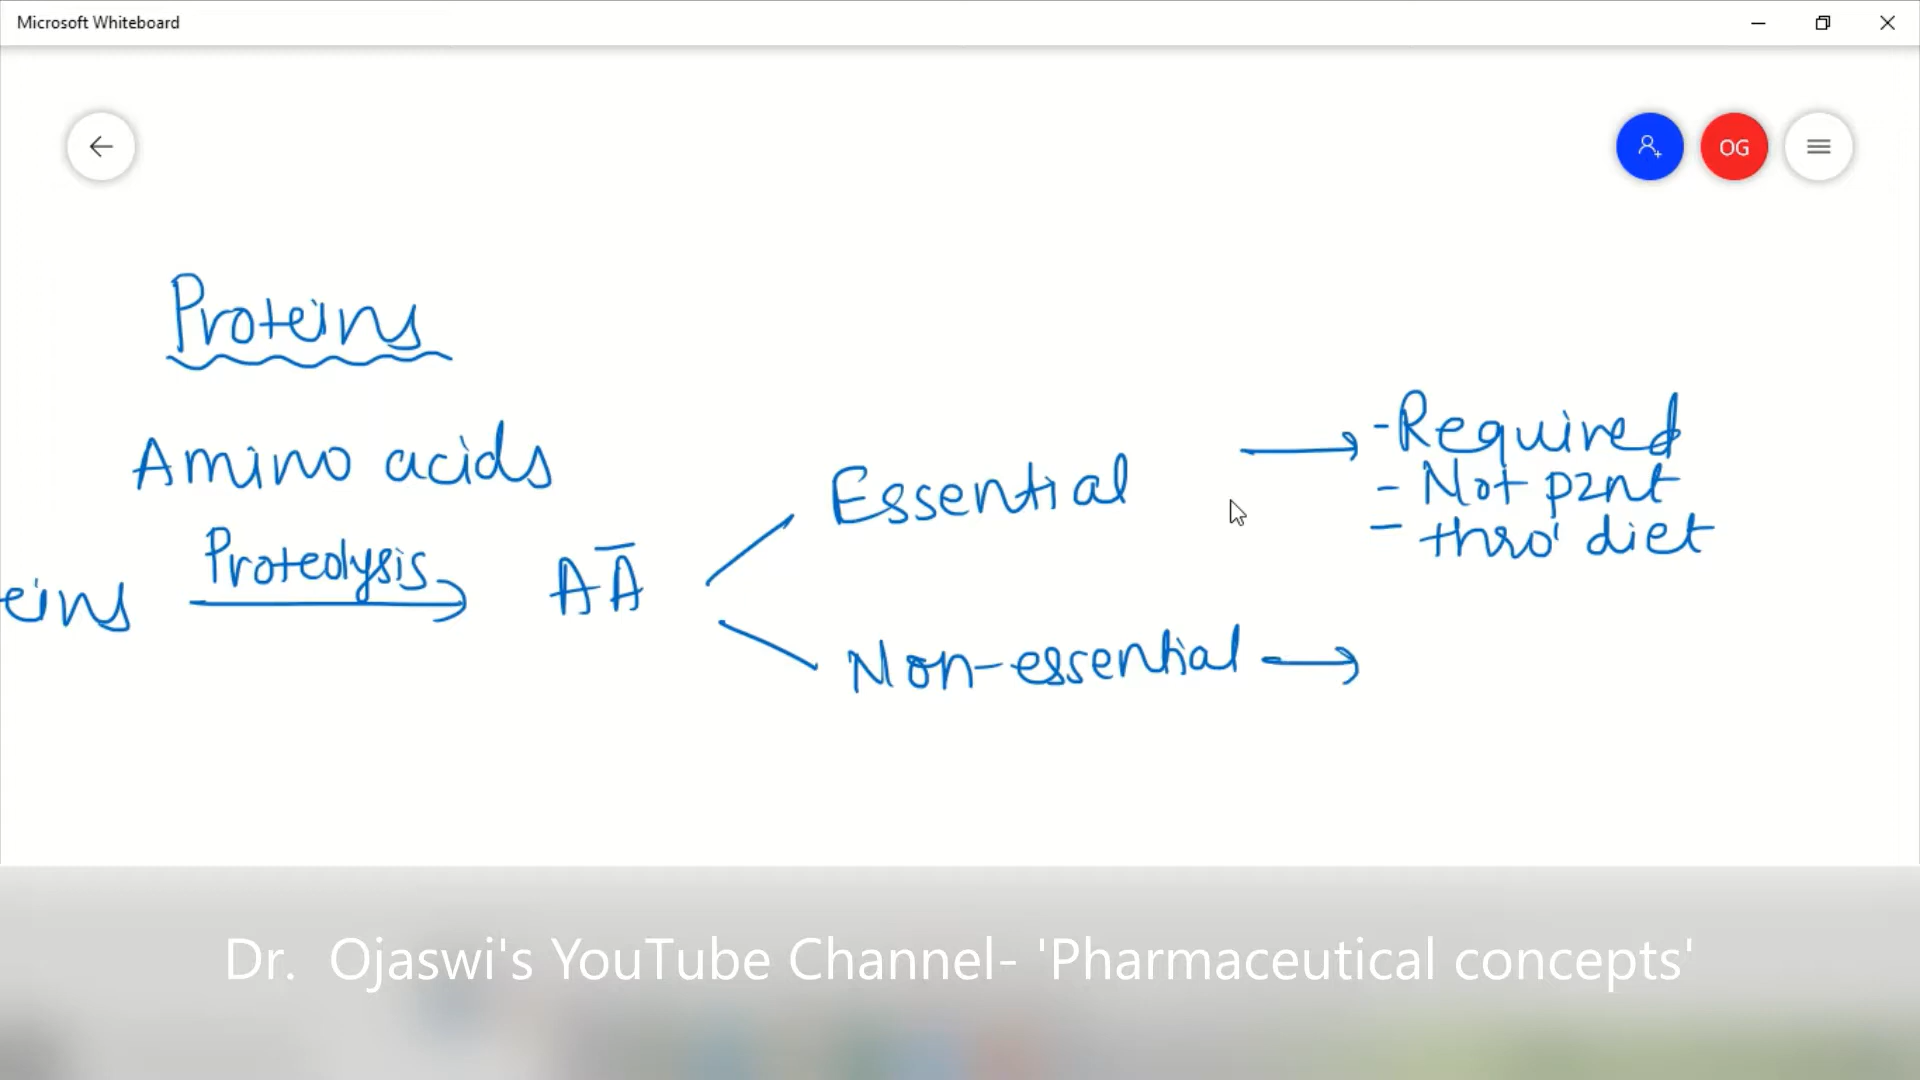 Microsoft Whiteboard
OG
Proteins
Amino acids
eins
Proteolysis
AA
Essential
-Required
- Not p2nt
- thro' diet
Non-essential
Dr. Ojaswi's YouTube Channel- 'Pharmaceutical concepts'